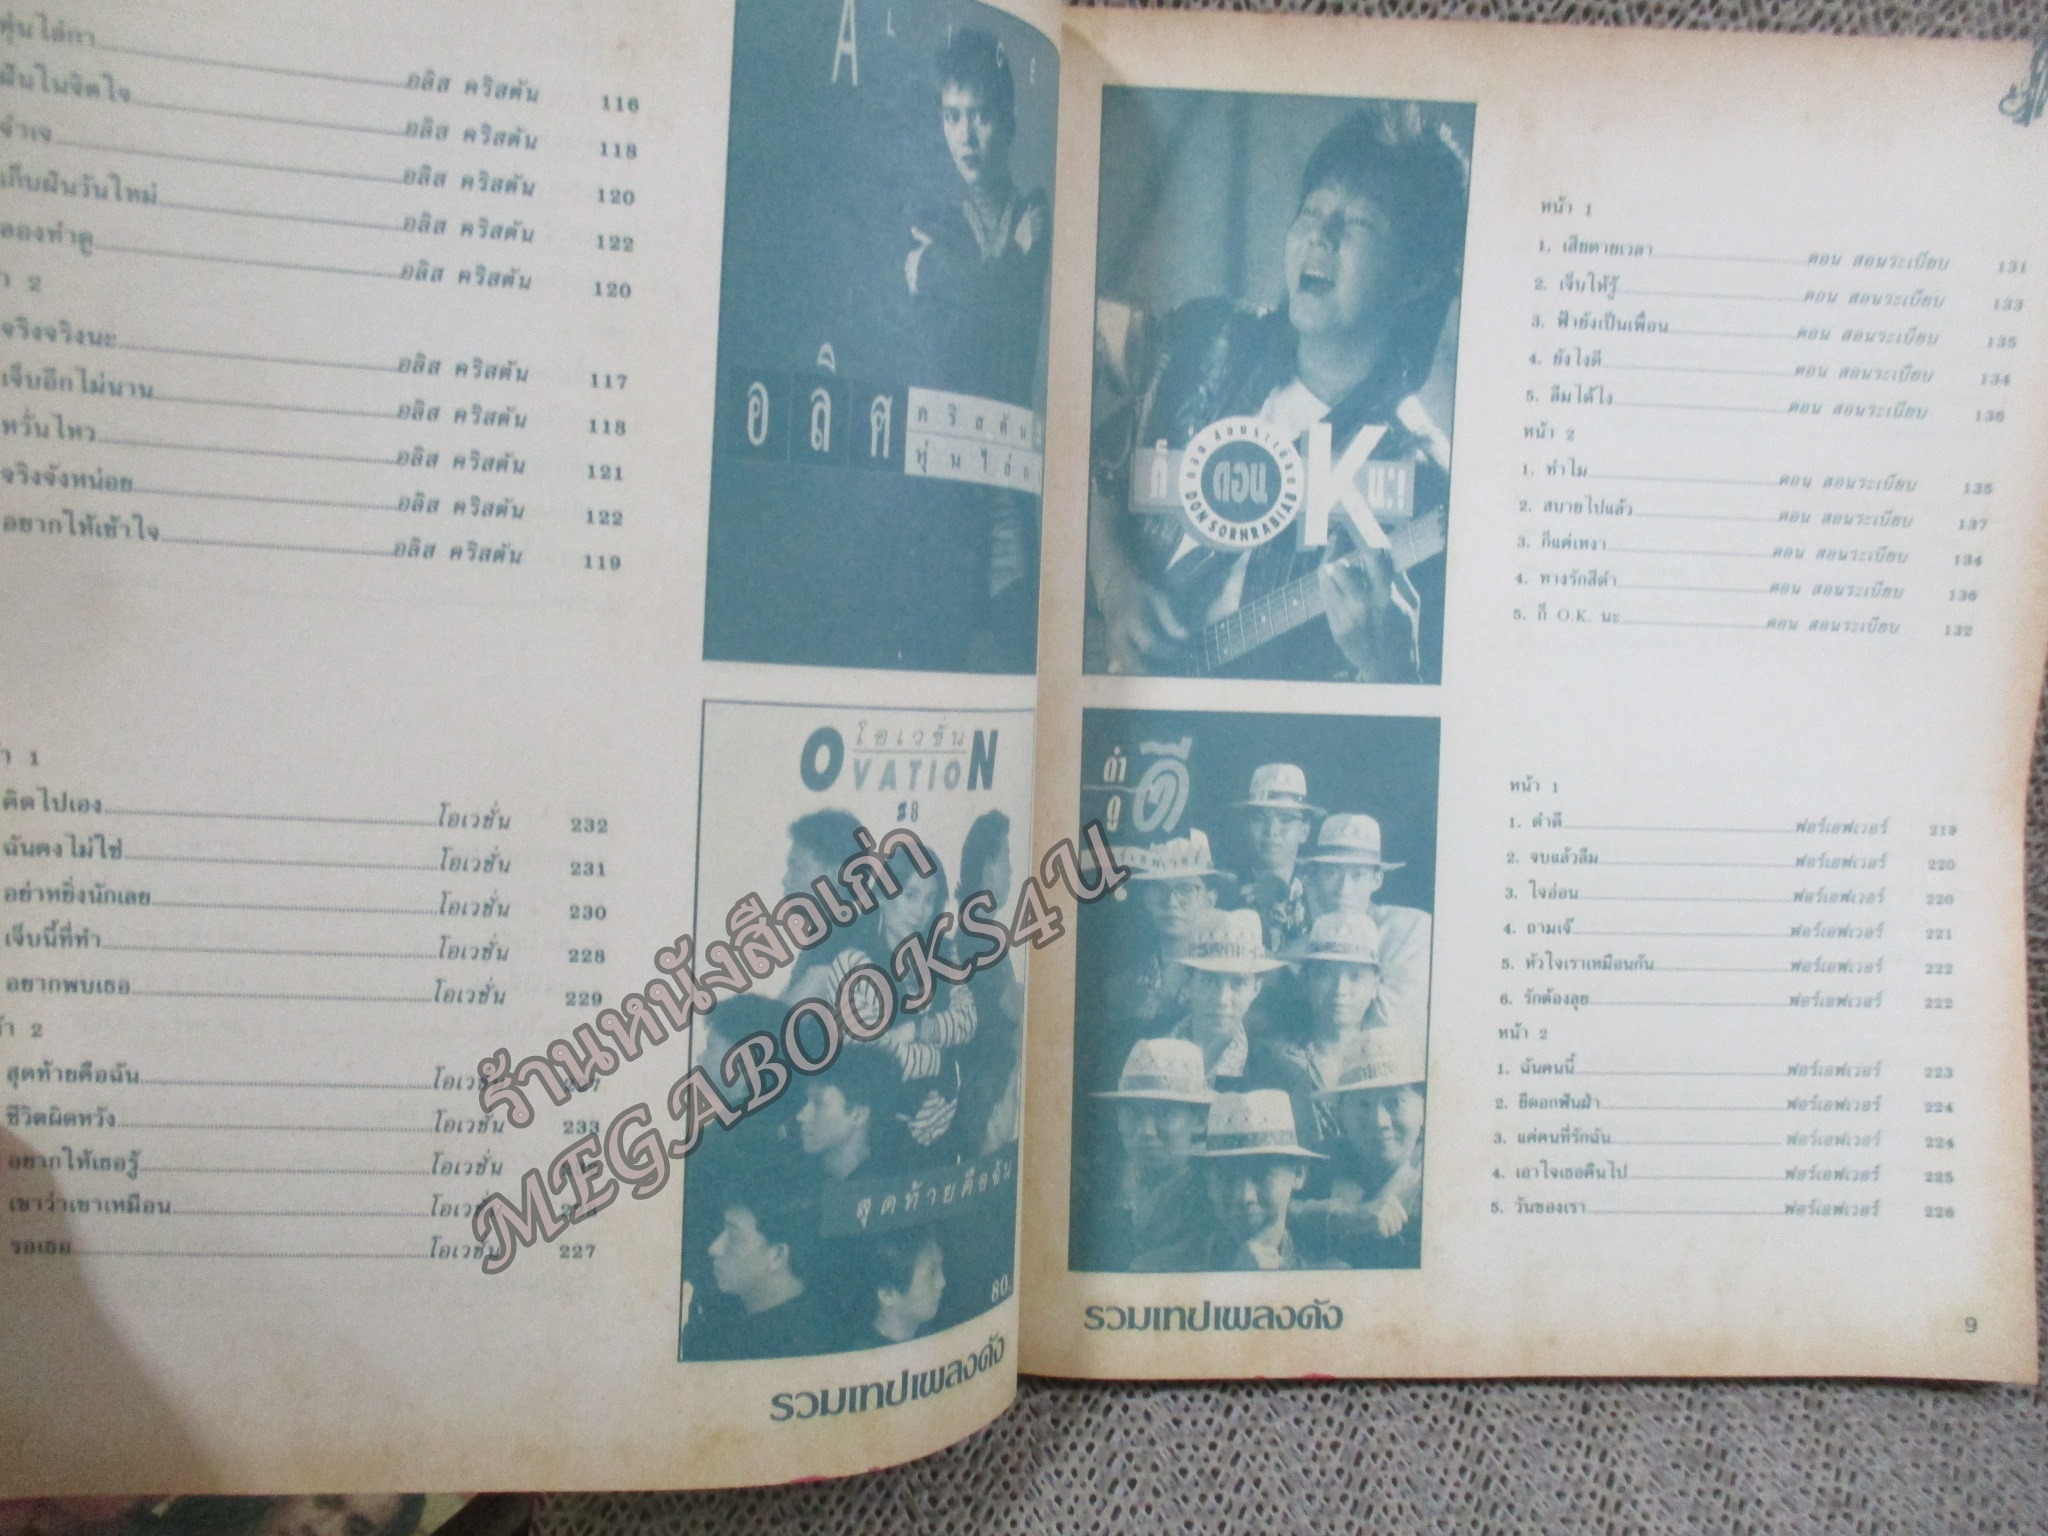 หุ่นไล่กา อลิส คริสตัน 116
ฝันในจิตใจ อลิส คริสตัน 118
จำเจ อลิส คริสตัน 120
เก็บฝันวันใหม่ อลิส คริสตัน 122
ลองทำดู อลิส คริสตัน 120
2
จริงจริงนะ อลิส คริสตัน 117
เจ็บอีกไม่นาน อลิส คริสตัน 118
หวั่นไหว อลิส คริสตัน 121
จริงจังหน่อย อลิส คริสตัน 122
อยากให้เข้าใจ อลิส คริสตัน 119
ALICE
อลิศ
คริสตัน
หุ่นไล่กา
1
คิดไปเอง โอเวชั่น 232
ฉันคงไม่ใช่ โอเวชั่น 231
อย่าหยิ่งนักเลย โอเวชั่น 230
เจ็บนี้ที่ทำ โอเวชั่น 228
อยากพบเธอ โอเวชั่น 229
2
สุดท้ายคือฉัน โอเวชั่น
ชีวิตผิดหวัง โอเวชั่น 233
อยากให้เธอรู้ โอเวชั่น
เขาว่าเขาเหมือน โอเวชั่น
รอเธอ โอเวชั่น 227
โอเวชั่น
OVATION
#8
สุดท้ายคือฉัน
80.
รวมเทปเพลงดัง
ดอน สอนระเบียบ
ก็ ดอน OK นะ!
DON SORNRABIAB
หน้า 1
1. เสียดายเวลา ดอน สอนระเบียบ 131
2. เจ็บให้รู้ ดอน สอนระเบียบ 133
3. ฟ้ายังเป็นเพื่อน ดอน สอนระเบียบ 135
4. ยังไงดี ดอน สอนระเบียบ 134
5. ลืมได้ไง ดอน สอนระเบียบ 136
หน้า 2
1. ทำไม ดอน สอนระเบียบ 135
2. สบายไปแล้ว ดอน สอนระเบียบ 137
3. ก็แค่เหงา ดอน สอนระเบียบ 134
4. ทางรักสีดำ ดอน สอนระเบียบ 136
5. ก็ O.K. นะ ดอน สอนระเบียบ 132
ดำ
ดี
หน้า 1
1. ดำดี ฟอร์เอฟเวอร์ 219
2. จบแล้วลืม ฟอร์เอฟเวอร์ 220
3. ใจอ่อน ฟอร์เอฟเวอร์ 220
4. ถามเจ๊ ฟอร์เอฟเวอร์ 221
5. หัวใจเราเหมือนกัน ฟอร์เอฟเวอร์ 222
6. รักต้องลุย ฟอร์เอฟเวอร์ 222
หน้า 2
1. ฉันคนนี้ ฟอร์เอฟเวอร์ 223
2. ยืดอกฟันฝ่า ฟอร์เอฟเวอร์ 224
3. แค่คนที่รักฉัน ฟอร์เอฟเวอร์ 224
4. เอาใจเธอคืนไป ฟอร์เอฟเวอร์ 225
5. วันของเรา ฟอร์เอฟเวอร์ 226
รวมเทปเพลงดัง
9
ร้านหนังสือเก่า
MEGABOOKS4U